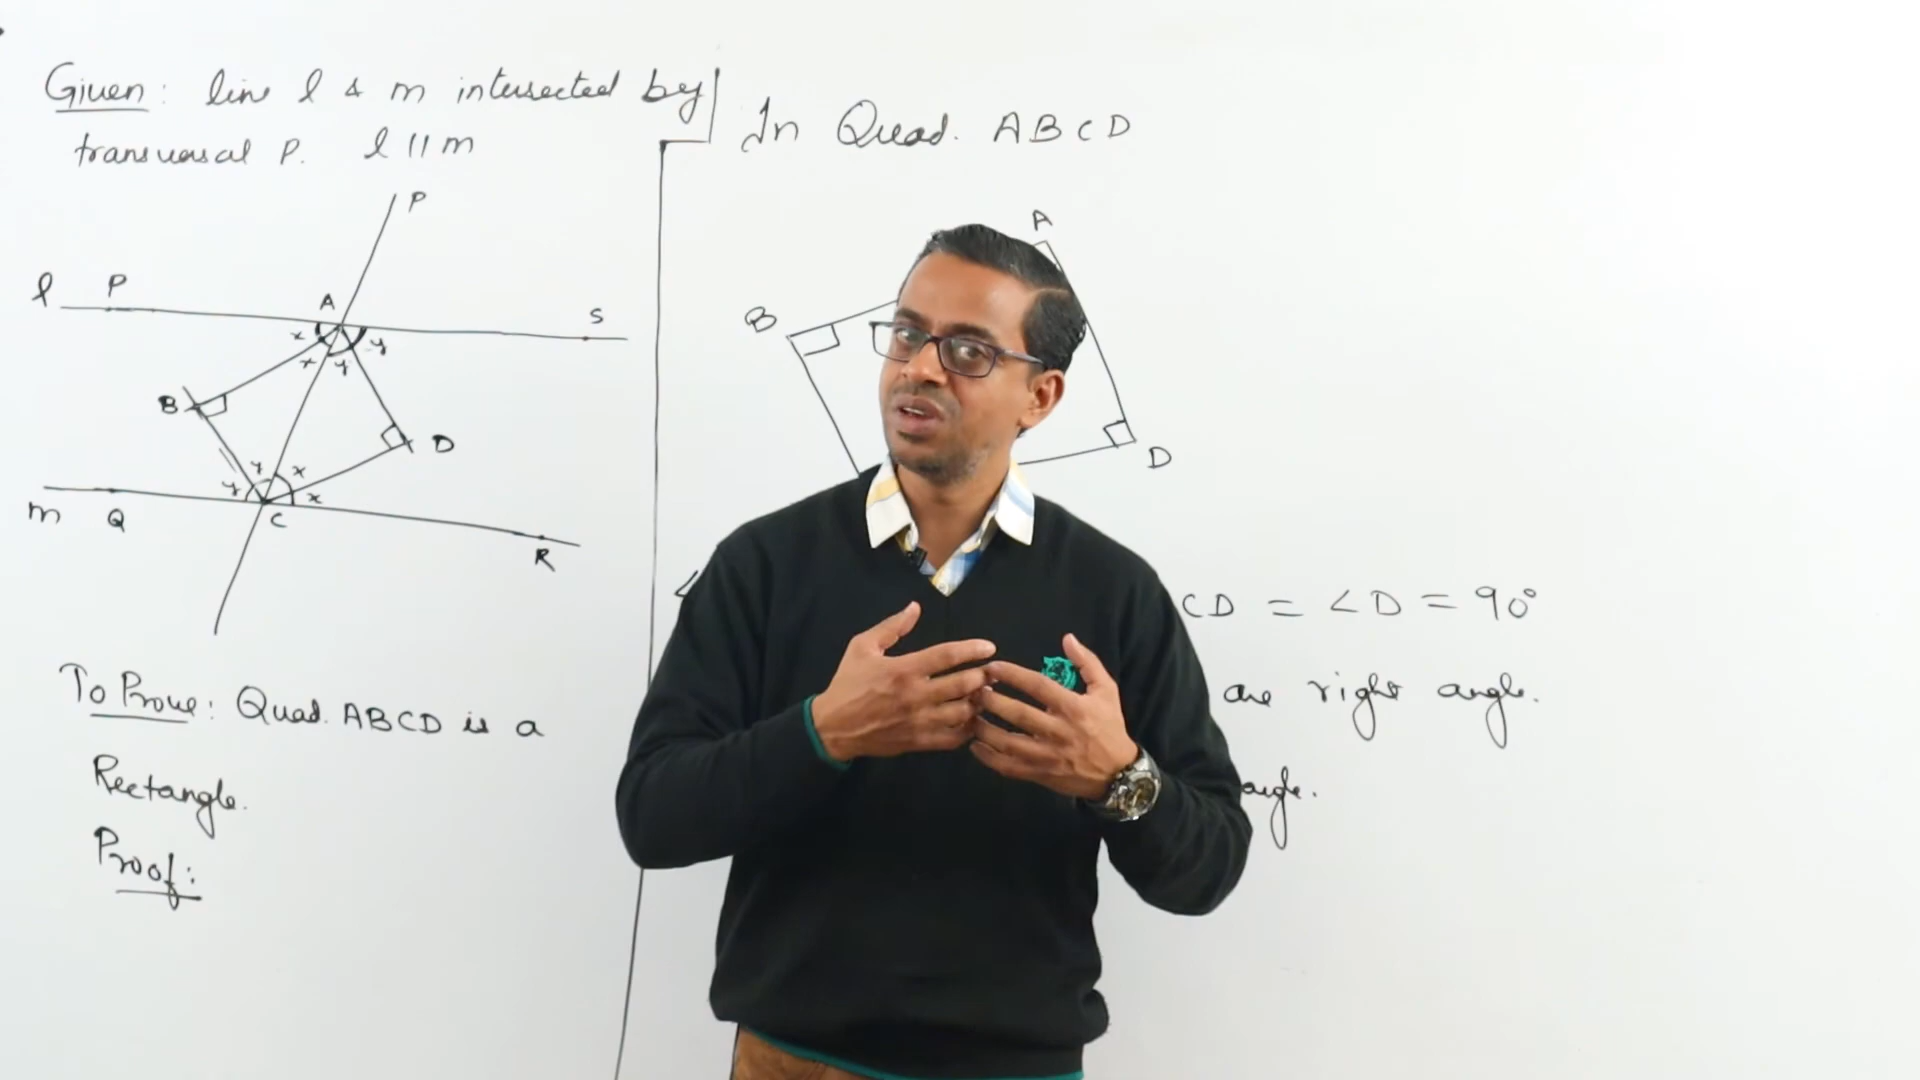 Given: line l & m intersected by
transversal P. l || m
P
l P A S
x x y y
B D
y y x x
m Q C R
To Prove: Quad. ABCD is a
Rectangle.
Proof:
In Quad. ABCD
A
B
D
CD = ∠D = 90°
are right angle.
angle.